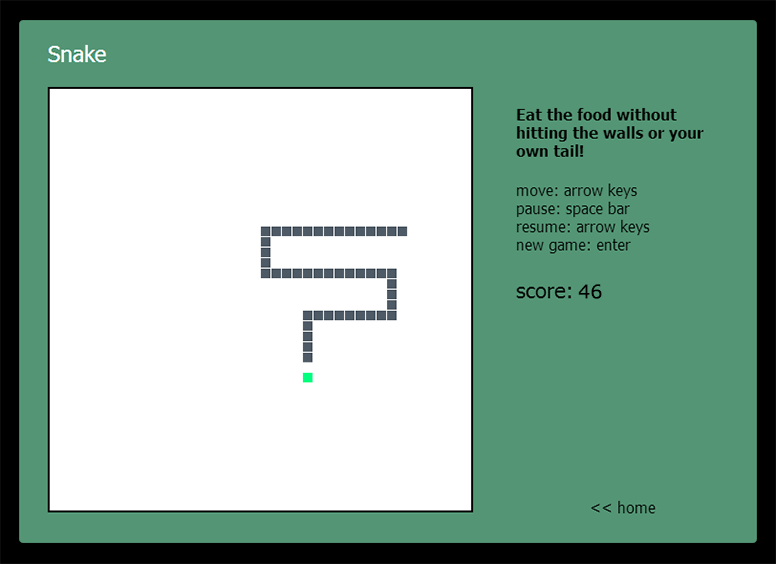 Snake
Eat the food without
hitting the walls or your
own tail!
move: arrow keys
pause: space bar
resume: arrow keys
new game: enter
score: 46
<< home